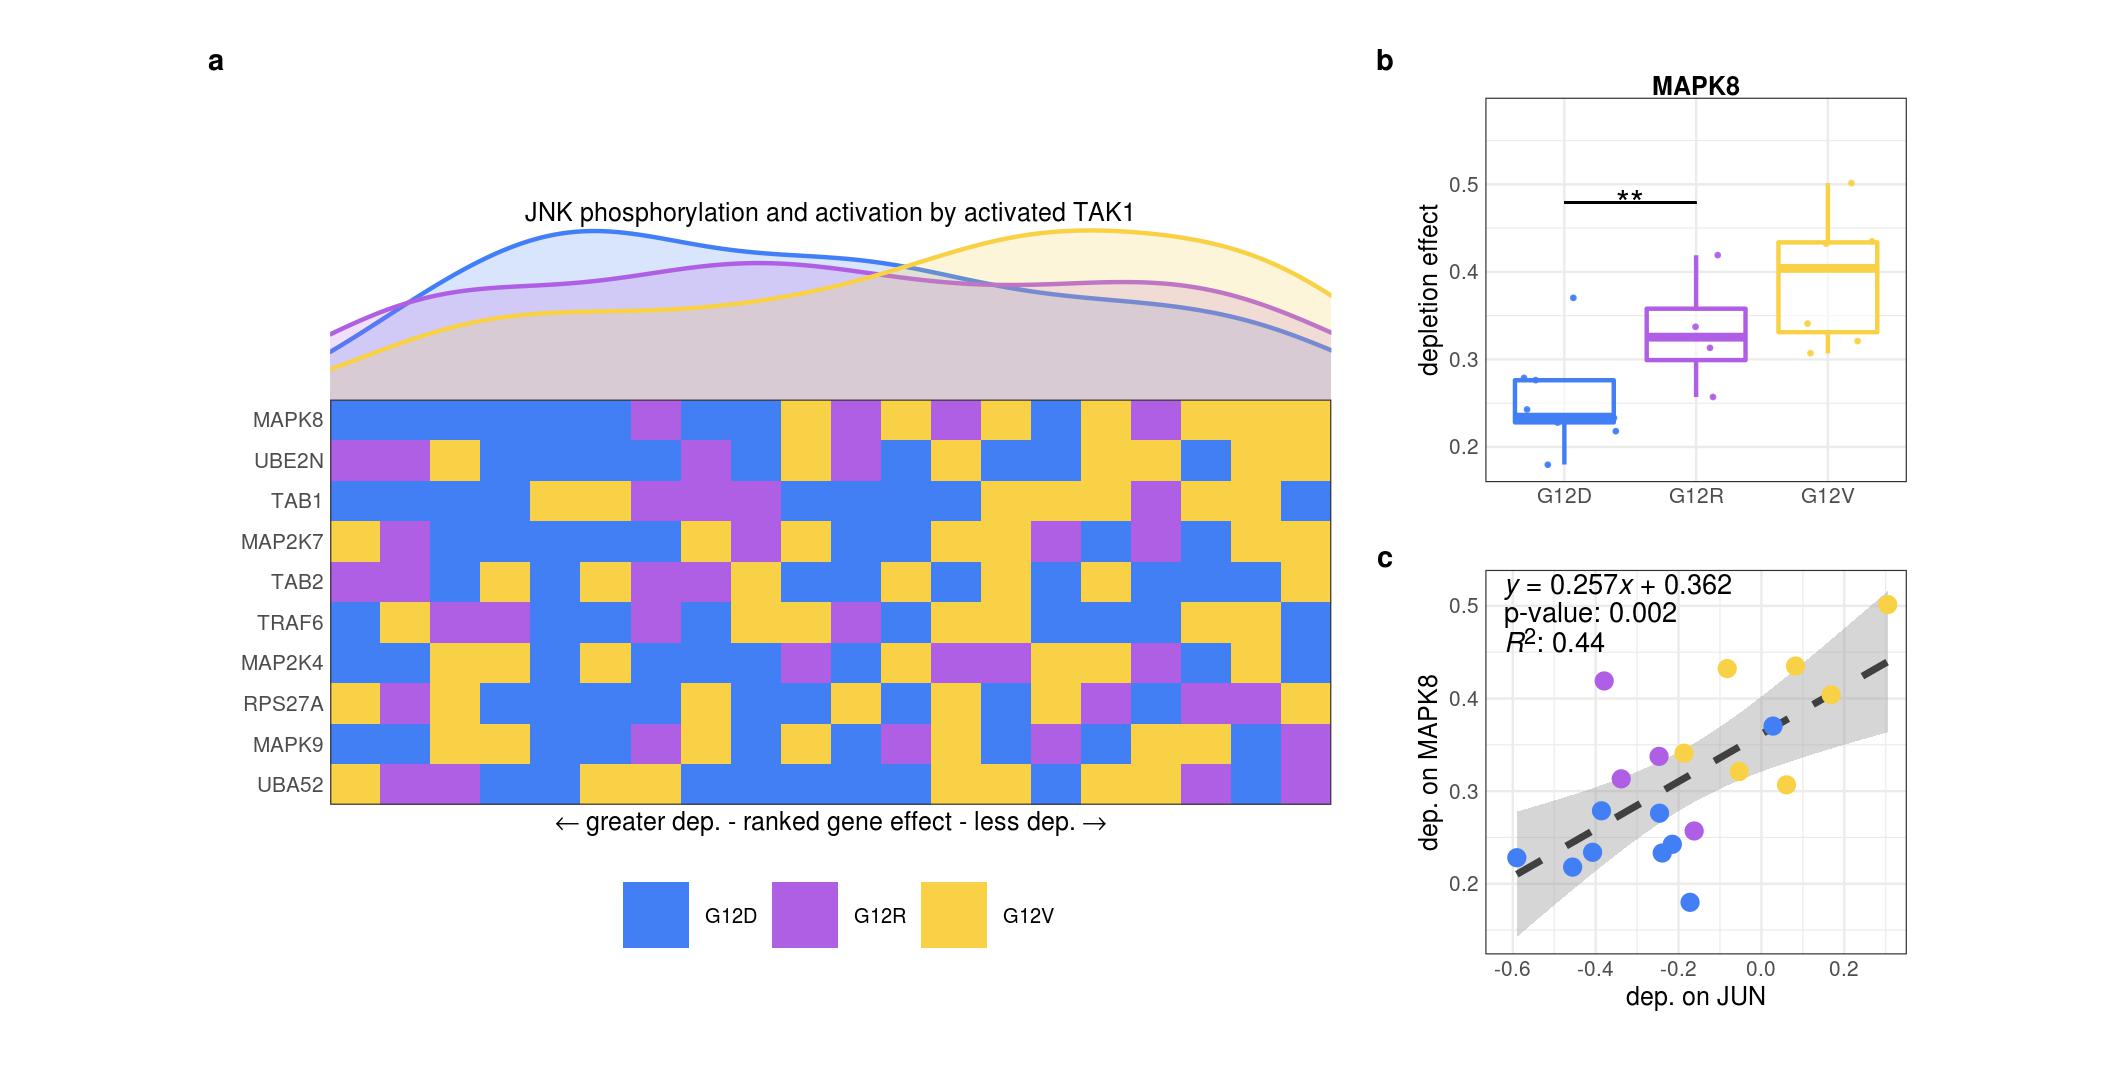 a
JNK phosphorylation and activation by activated TAK1
MAPK8
UBE2N
TAB1
MAP2K7
TAB2
TRAF6
MAP2K4
RPS27A
MAPK9
UBA52
← greater dep. - ranked gene effect - less dep. →
G12D G12R G12V
b
MAPK8
depletion effect
0.5
0.4
0.3
0.2
**
G12D G12R G12V
c
y = 0.257x + 0.362
p-value: 0.002
R²: 0.44
dep. on MAPK8
0.5
0.4
0.3
0.2
-0.6 -0.4 -0.2 0.0 0.2
dep. on JUN